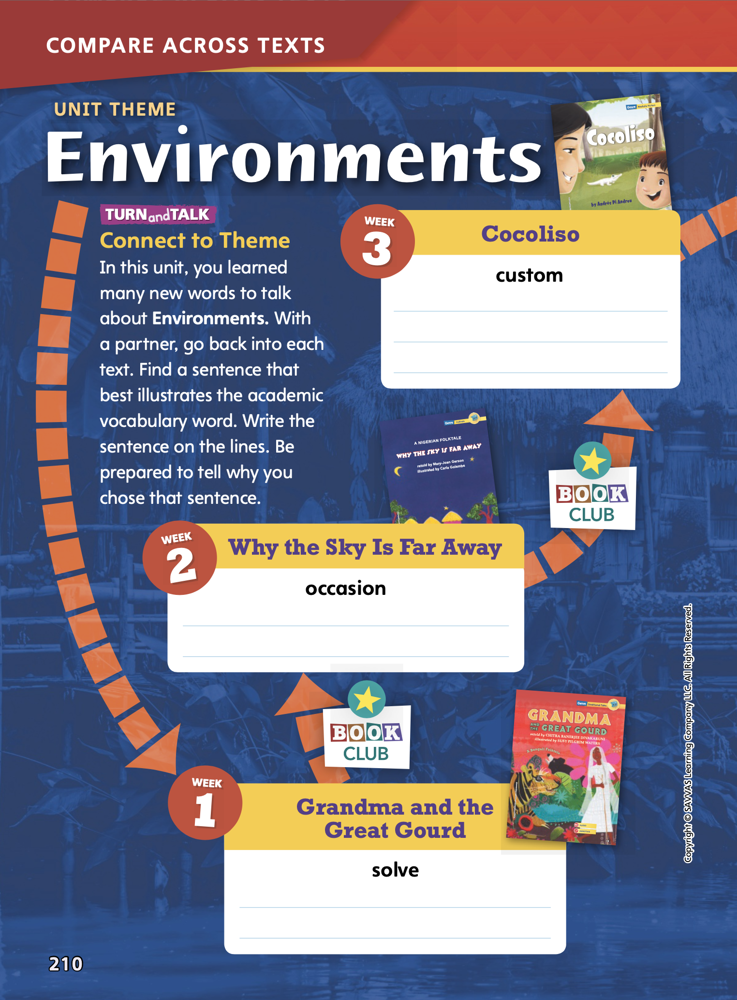 COMPARE ACROSS TEXTS
UNIT THEME
Environments
TURNandTALK
Connect to Theme
In this unit, you learned
many new words to talk
about Environments. With
a partner, go back into each
text. Find a sentence that
best illustrates the academic
vocabulary word. Write the
sentence on the lines. Be
prepared to tell why you
chose that sentence.
Genre Realistic Fiction
Cocoliso
by Andrés Pi Andreu
WEEK
3
Cocoliso
custom
Genre Folktale
A NIGERIAN FOLKTALE
WHY THE SKY IS FAR AWAY
retold by Mary-Joan Gerson
illustrated by Carla Golembe
BOOK
CLUB
WEEK
2
Why the Sky Is Far Away
occasion
BOOK
CLUB
Genre Traditional Tales
GRANDMA
AND THE GREAT GOURD
retold by CHITRA BANERJEE DIVAKARUNI
illustrated by SUSY PILGRIM WATERS
A Bengali Folktale
AUDIO
ANNOTATE
WEEK
1
Grandma and the
Great Gourd
solve
Copyright © SAVVAS Learning Company LLC. All Rights Reserved.
210